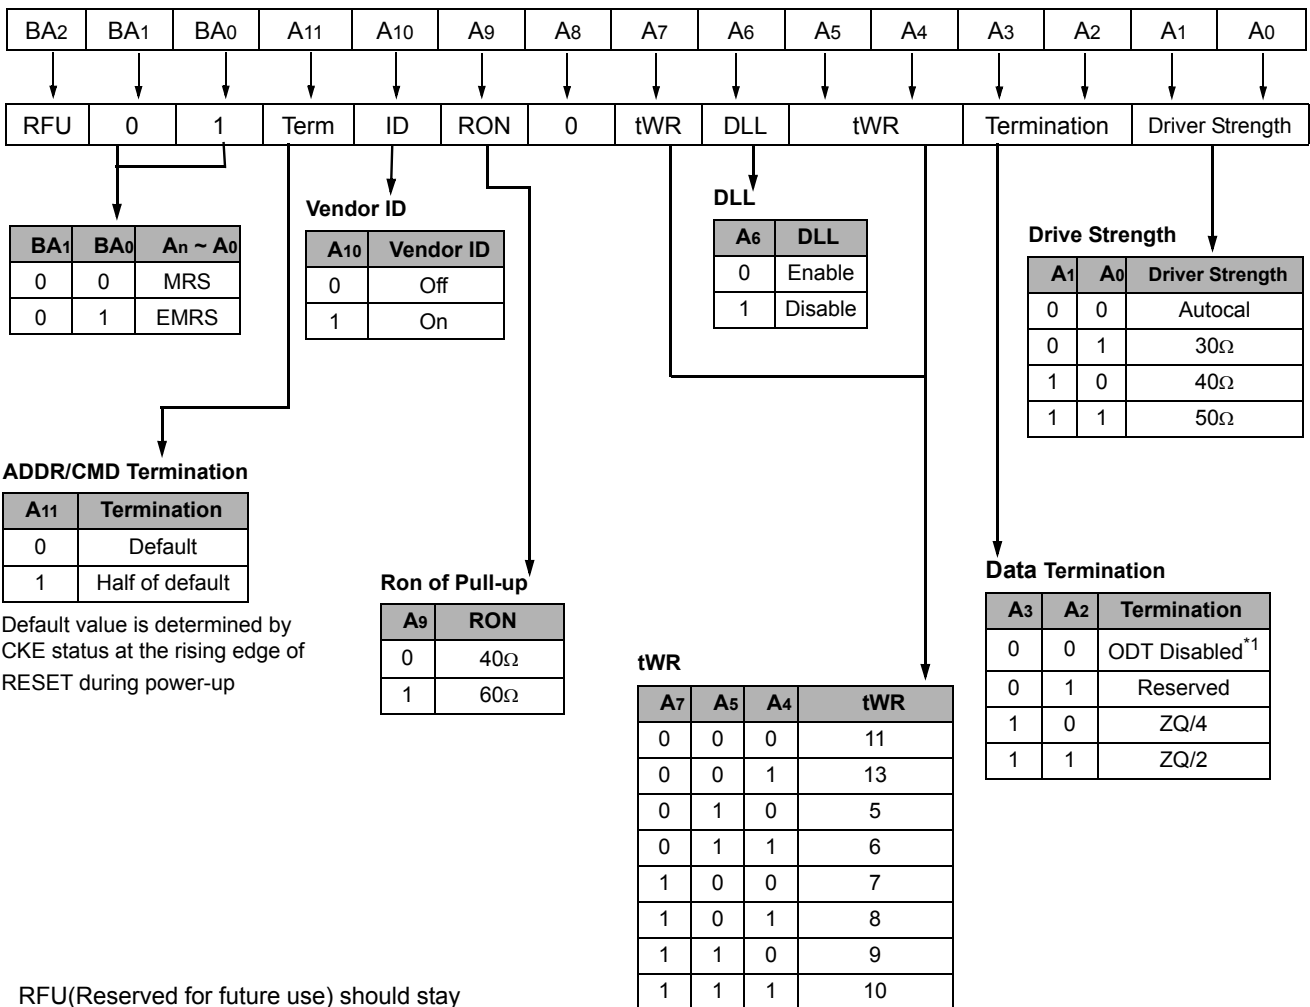 BA2 BA1 BA0 A11 A10 A9 A8 A7 A6 A5 A4 A3 A2 A1 A0
RFU 0 1 Term ID RON 0 tWR DLL tWR Termination Driver Strength
BA1 BA0 An ~ A0
0 0 MRS
0 1 EMRS
Vendor ID
A10 Vendor ID
0 Off
1 On
DLL
A6 DLL
0 Enable
1 Disable
Drive Strength
A1 A0 Driver Strength
0 0 Autocal
0 1 30Ω
1 0 40Ω
1 1 50Ω
ADDR/CMD Termination
A11 Termination
0 Default
1 Half of default
Default value is determined by
CKE status at the rising edge of
RESET during power-up
Ron of Pull-up
A9 RON
0 40Ω
1 60Ω
tWR
A7 A5 A4 tWR
0 0 0 11
0 0 1 13
0 1 0 5
0 1 1 6
1 0 0 7
1 0 1 8
1 1 0 9
1 1 1 10
Data Termination
A3 A2 Termination
0 0 ODT Disabled*1
0 1 Reserved
1 0 ZQ/4
1 1 ZQ/2
RFU(Reserved for future use) should stay